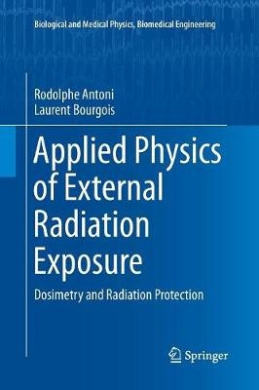 Biological and Medical Physics, Biomedical Engineering
Rodolphe Antoni
Laurent Bourgois
Applied Physics
of External
Radiation
Exposure
Dosimetry and Radiation Protection
Springer